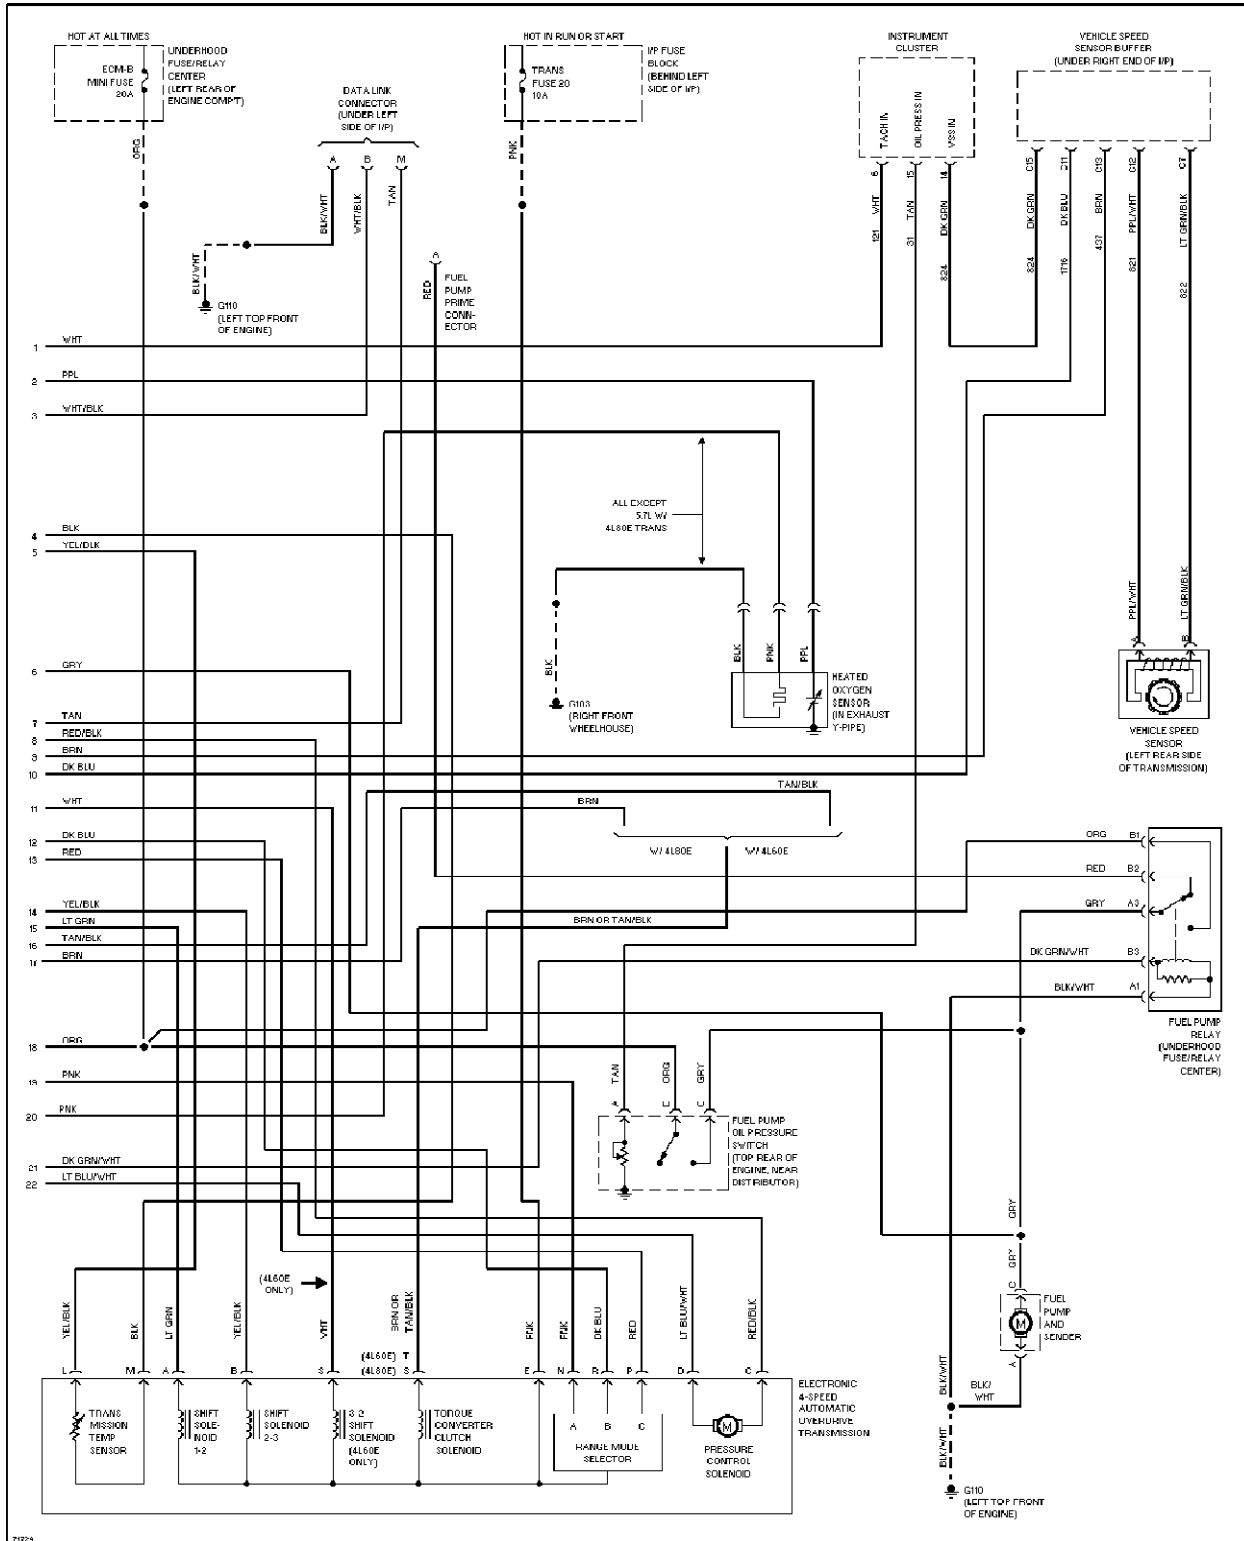 HOT AT ALL TIMES
ECM-B
MINI FUSE
20A
UNDERHOOD
FUSE/RELAY
CENTER
(LEFT REAR OF
ENGINE COMP'T)
ORG
DATA LINK
CONNECTOR
(UNDER LEFT
SIDE OF I/P)
A B M
BLK/WHT
WHT/BLK
TAN
BLK/WHT
G110
(LEFT TOP FRONT
OF ENGINE)
HOT IN RUN OR START
TRANS
FUSE 20
10A
I/P FUSE
BLOCK
(BEHIND LEFT
SIDE OF I/P)
PNK
A
RED
FUEL
PUMP
PRIME
CONN-
ECTOR
INSTRUMENT
CLUSTER
TACH IN
OIL PRESS IN
VSS IN
6 15 14
WHT
TAN
DK GRN
121
31
824
VEHICLE SPEED
SENSOR BUFFER
(UNDER RIGHT END OF I/P)
C15 D11 C13 C12 C7
DK GRN
DK BLU
BRN
PPL/WHT
LT GRN/BLK
824
1716
437
821
822
1 WHT
2 PPL
3 WHT/BLK
4 BLK
5 YEL/BLK
6 GRY
7 TAN
8 RED/BLK
9 BRN
10 DK BLU
11 WHT
12 DK BLU
13 RED
14 YEL/BLK
15 LT GRN
16 TAN/BLK
17 BRN
18 ORG
19 PNK
20 PNK
21 DK GRN/WHT
22 LT BLU/WHT
ALL EXCEPT
5.7L W/
4L80E TRANS
BLK
G103
(RIGHT FRONT
WHEELHOUSE)
BLK
PNK
PPL
HEATED
OXYGEN
SENSOR
(IN EXHAUST
Y-PIPE)
PPL/WHT
LT GRN/BLK
A B
VEHICLE SPEED
SENSOR
(LEFT REAR SIDE
OF TRANSMISSION)
TAN/BLK
BRN
W/ 4L80E W/ 4L60E
BRN OR TAN/BLK
ORG B1
RED B2
GRY A3
DK GRN/WHT B3
BLK/WHT A1
FUEL PUMP
RELAY
(UNDERHOOD
FUSE/RELAY
CENTER)
TAN
ORG
GRY
A
C
FUEL PUMP
OIL PRESSURE
SWITCH
(TOP REAR OF
ENGINE, NEAR
DISTRIBUTOR)
GRY
GRY
C
FUEL
PUMP
AND
SENDER
M
A
BLK/WHT
BLK/
WHT
BLK/WHT
G110
(LEFT TOP FRONT
OF ENGINE)
(4L60E
ONLY)
YEL/BLK
BLK
LT GRN
YEL/BLK
WHT
BRN OR
TAN/BLK
PNK
PNK
DK BLU
RED
LT BLU/WHT
RED/BLK
(4L60E) T
(4L80E) S
L M A B S E N R P D C
TRANS
MISSION
TEMP
SENSOR
SHIFT
SOLE-
NOID
1-2
SHIFT
SOLENOID
2-3
3-2
SHIFT
SOLENOID
(4L60E
ONLY)
TORQUE
CONVERTER
CLUTCH
SOLENOID
A B C
RANGE MODE
SELECTOR
M
PRESSURE
CONTROL
SOLENOID
ELECTRONIC
4-SPEED
AUTOMATIC
OVERDRIVE
TRANSMISSION